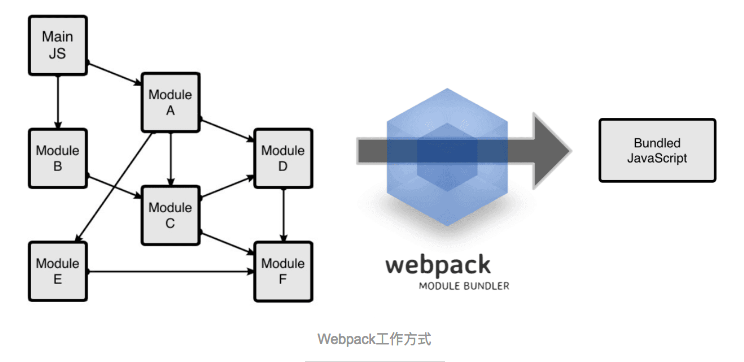 Main
JS
Module
A
Module
B
Module
D
Module
C
Module
E
Module
F
webpack
MODULE BUNDLER
Bundled
JavaScript
Webpack工作方式